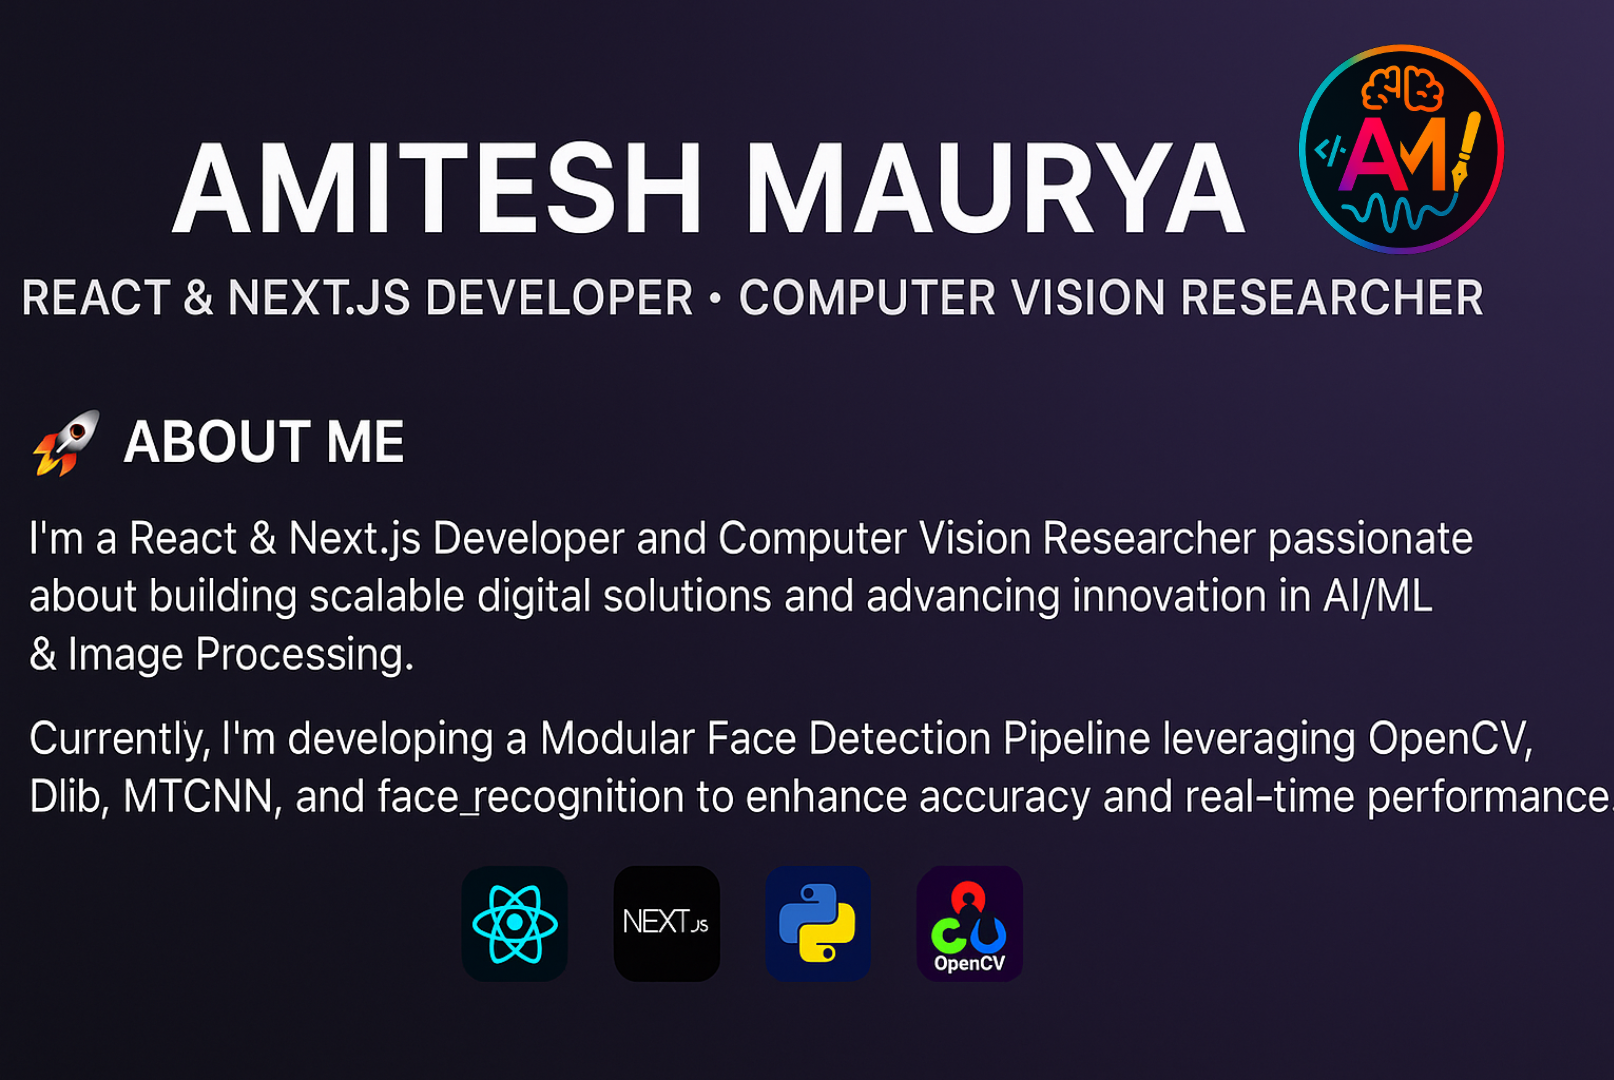 AMITESH MAURYA
</>
AM
REACT & NEXT.JS DEVELOPER • COMPUTER VISION RESEARCHER
🚀 ABOUT ME
I'm a React & Next.js Developer and Computer Vision Researcher passionate
about building scalable digital solutions and advancing innovation in AI/ML
& Image Processing.
Currently, I'm developing a Modular Face Detection Pipeline leveraging OpenCV,
Dlib, MTCNN, and face_recognition to enhance accuracy and real-time performance.
NEXT.JS
OpenCV